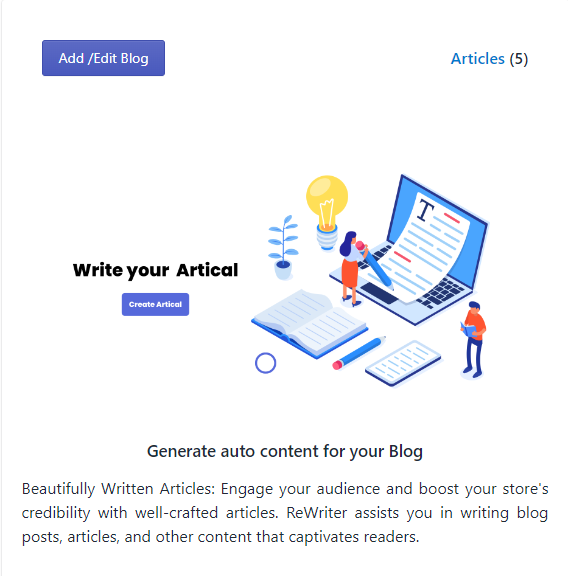 Add /Edit Blog
Articles (5)
T
Write your Artical
Create Artical
Generate auto content for your Blog
Beautifully Written Articles: Engage your audience and boost your store's
credibility with well-crafted articles. ReWriter assists you in writing blog
posts, articles, and other content that captivates readers.